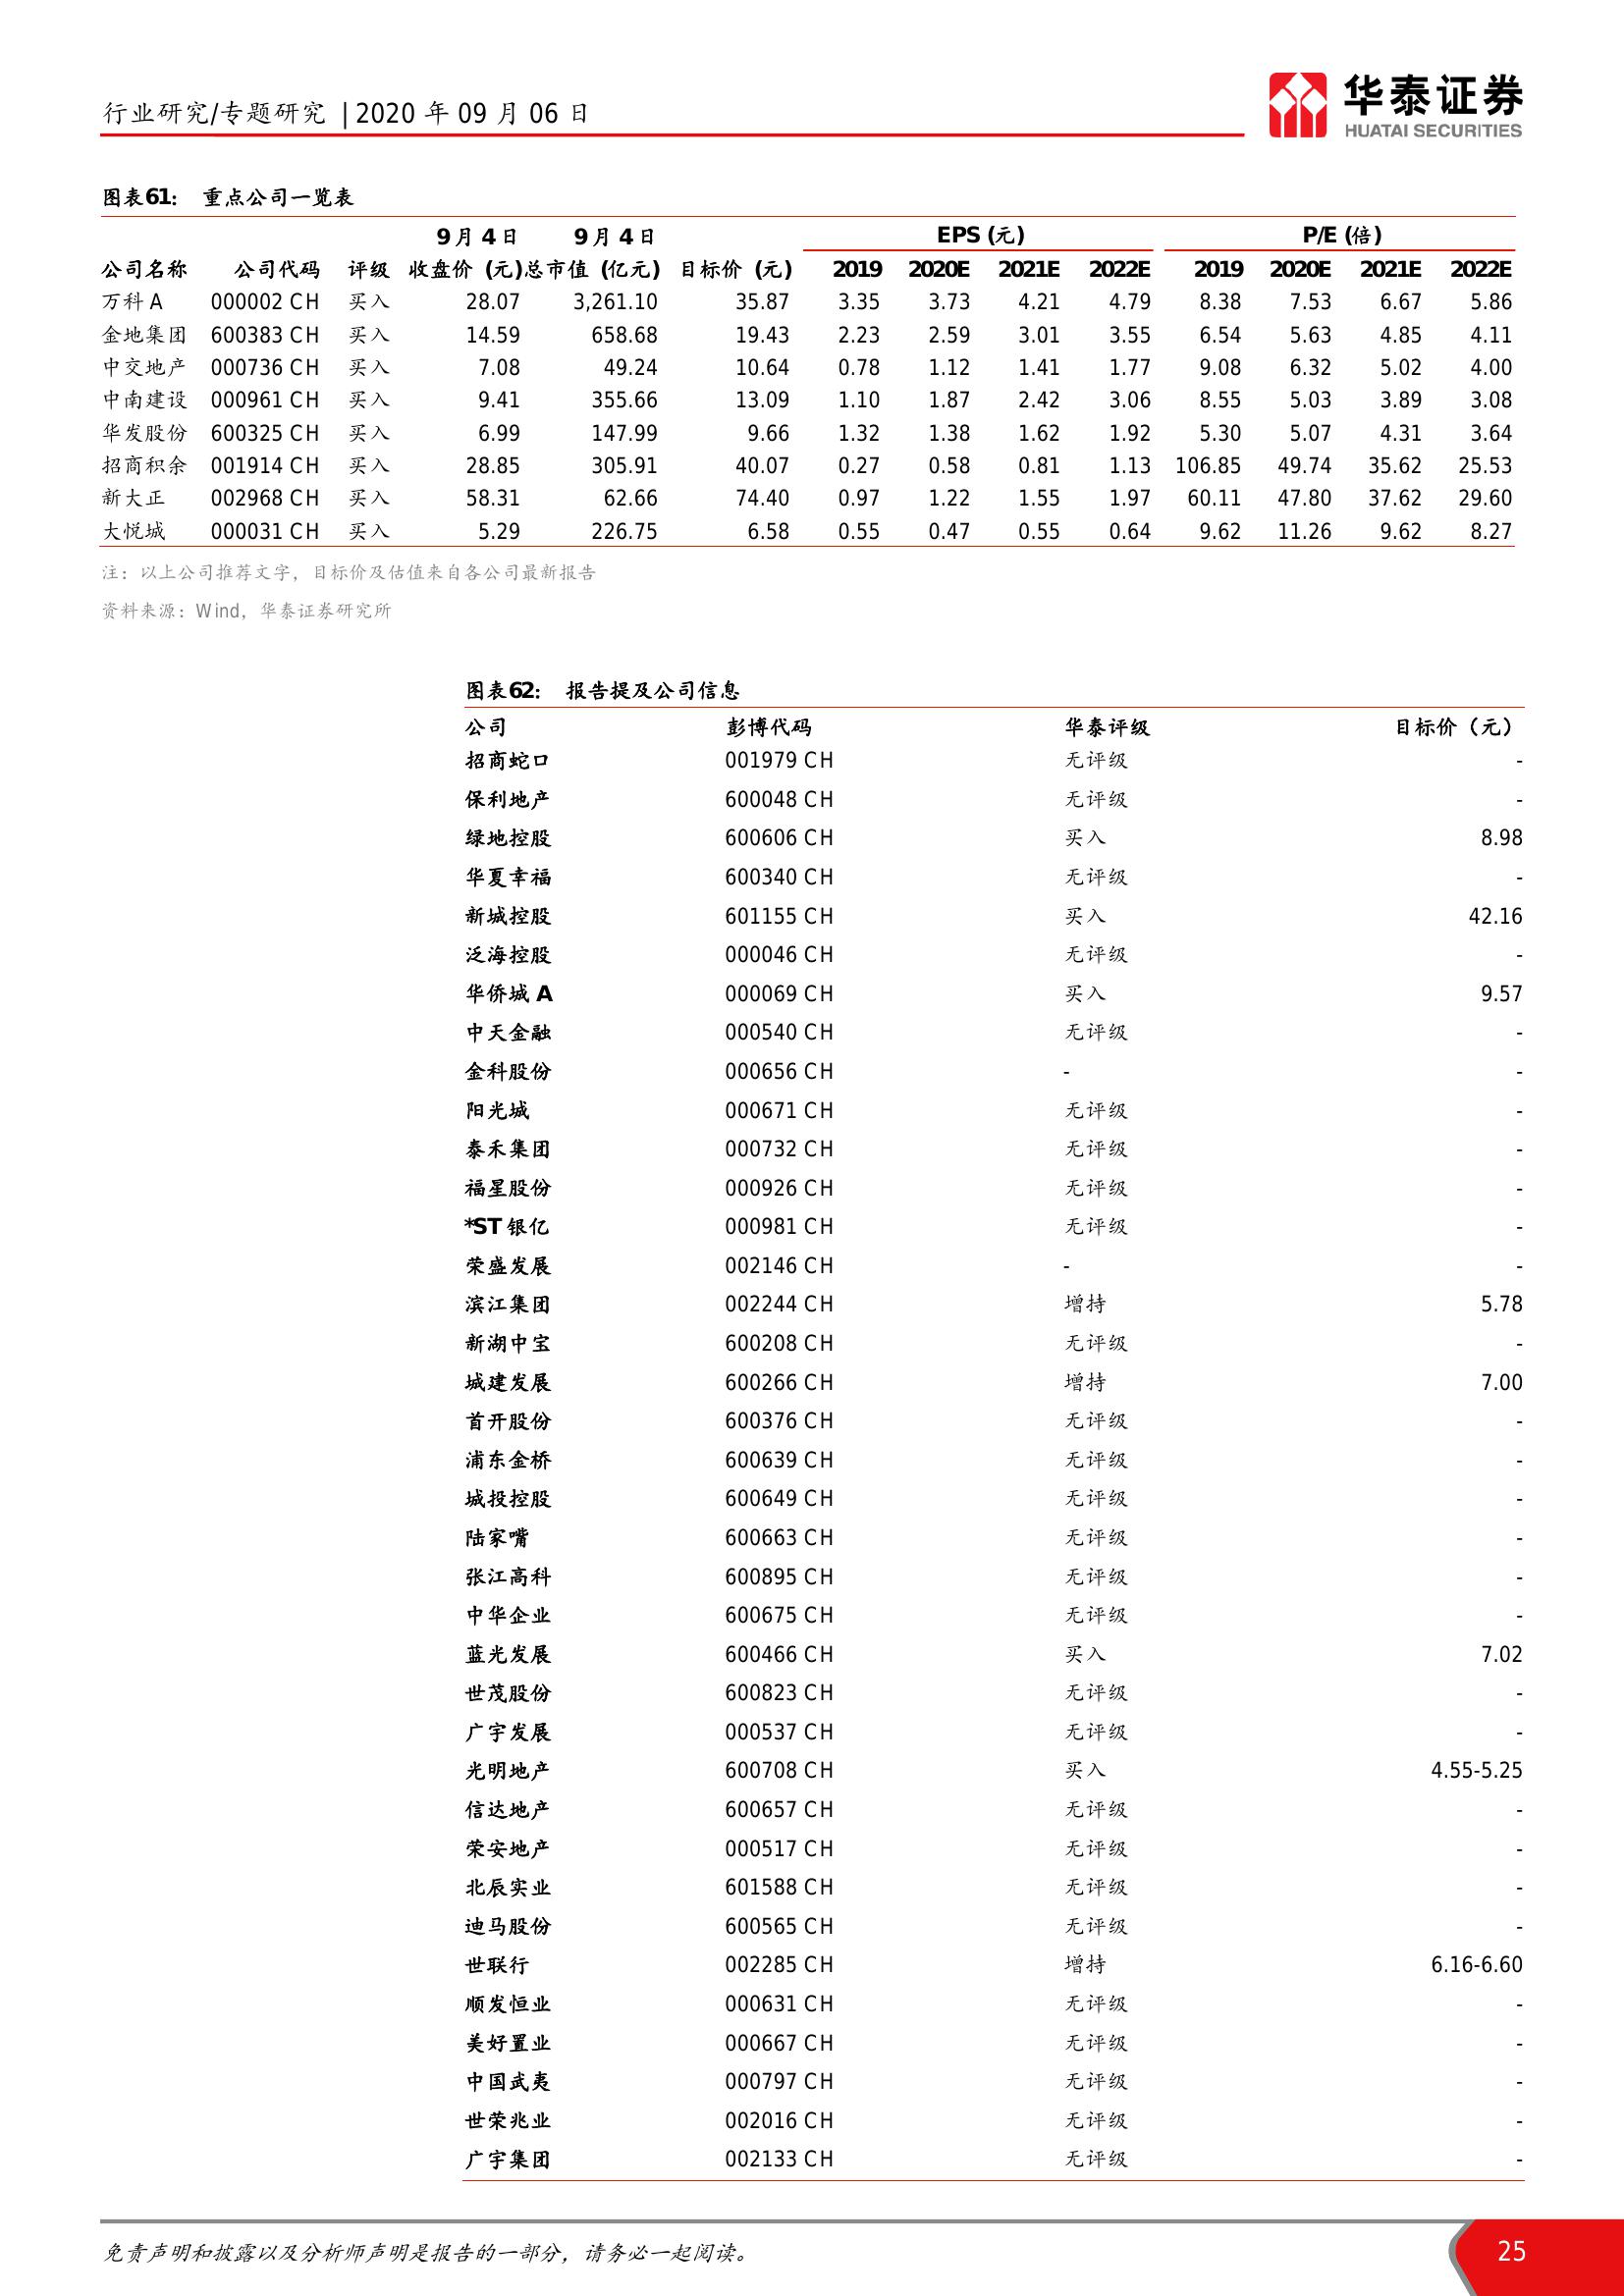 行业研究/专题研究 | 2020 年 09 月 06 日
华泰证券
HUATAI SECURITIES
图表61： 重点公司一览表
9 月 4 日 9 月 4 日 EPS (元) P/E (倍)
公司名称 公司代码 评级 收盘价 (元) 总市值 (亿元) 目标价 (元) 2019 2020E 2021E 2022E 2019 2020E 2021E 2022E
万科 A 000002 CH 买入 28.07 3,261.10 35.87 3.35 3.73 4.21 4.79 8.38 7.53 6.67 5.86
金地集团 600383 CH 买入 14.59 658.68 19.43 2.23 2.59 3.01 3.55 6.54 5.63 4.85 4.11
中交地产 000736 CH 买入 7.08 49.24 10.64 0.78 1.12 1.41 1.77 9.08 6.32 5.02 4.00
中南建设 000961 CH 买入 9.41 355.66 13.09 1.10 1.87 2.42 3.06 8.55 5.03 3.89 3.08
华发股份 600325 CH 买入 6.99 147.99 9.66 1.32 1.38 1.62 1.92 5.30 5.07 4.31 3.64
招商积余 001914 CH 买入 28.85 305.91 40.07 0.27 0.58 0.81 1.13 106.85 49.74 35.62 25.53
新大正 002968 CH 买入 58.31 62.66 74.40 0.97 1.22 1.55 1.97 60.11 47.80 37.62 29.60
大悦城 000031 CH 买入 5.29 226.75 6.58 0.55 0.47 0.55 0.64 9.62 11.26 9.62 8.27
注：以上公司推荐文字，目标价及估值来自各公司最新报告
资料来源：Wind，华泰证券研究所
图表62： 报告提及公司信息
公司 彭博代码 华泰评级 目标价（元）
招商蛇口 001979 CH 无评级 -
保利地产 600048 CH 无评级 -
绿地控股 600606 CH 买入 8.98
华夏幸福 600340 CH 无评级 -
新城控股 601155 CH 买入 42.16
泛海控股 000046 CH 无评级 -
华侨城 A 000069 CH 买入 9.57
中天金融 000540 CH 无评级 -
金科股份 000656 CH - -
阳光城 000671 CH 无评级 -
泰禾集团 000732 CH 无评级 -
福星股份 000926 CH 无评级 -
*ST 银亿 000981 CH 无评级 -
荣盛发展 002146 CH - -
滨江集团 002244 CH 增持 5.78
新湖中宝 600208 CH 无评级 -
城建发展 600266 CH 增持 7.00
首开股份 600376 CH 无评级 -
浦东金桥 600639 CH 无评级 -
城投控股 600649 CH 无评级 -
陆家嘴 600663 CH 无评级 -
张江高科 600895 CH 无评级 -
中华企业 600675 CH 无评级 -
蓝光发展 600466 CH 买入 7.02
世茂股份 600823 CH 无评级 -
广宇发展 000537 CH 无评级 -
光明地产 600708 CH 买入 4.55-5.25
信达地产 600657 CH 无评级 -
荣安地产 000517 CH 无评级 -
北辰实业 601588 CH 无评级 -
迪马股份 600565 CH 无评级 -
世联行 002285 CH 增持 6.16-6.60
顺发恒业 000631 CH 无评级 -
美好置业 000667 CH 无评级 -
中国武夷 000797 CH 无评级 -
世荣兆业 002016 CH 无评级 -
广宇集团 002133 CH 无评级 -
免责声明和披露以及分析师声明是报告的一部分，请务必一起阅读。 25